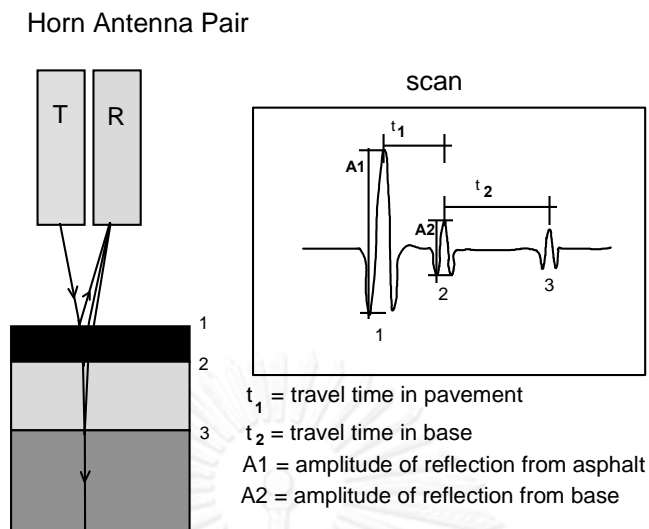 Horn Antenna Pair
T R
scan
t1
A1
t2
A2
1
2
3
1
2
3
t1 = travel time in pavement
t2 = travel time in base
A1 = amplitude of reflection from asphalt
A2 = amplitude of reflection from base